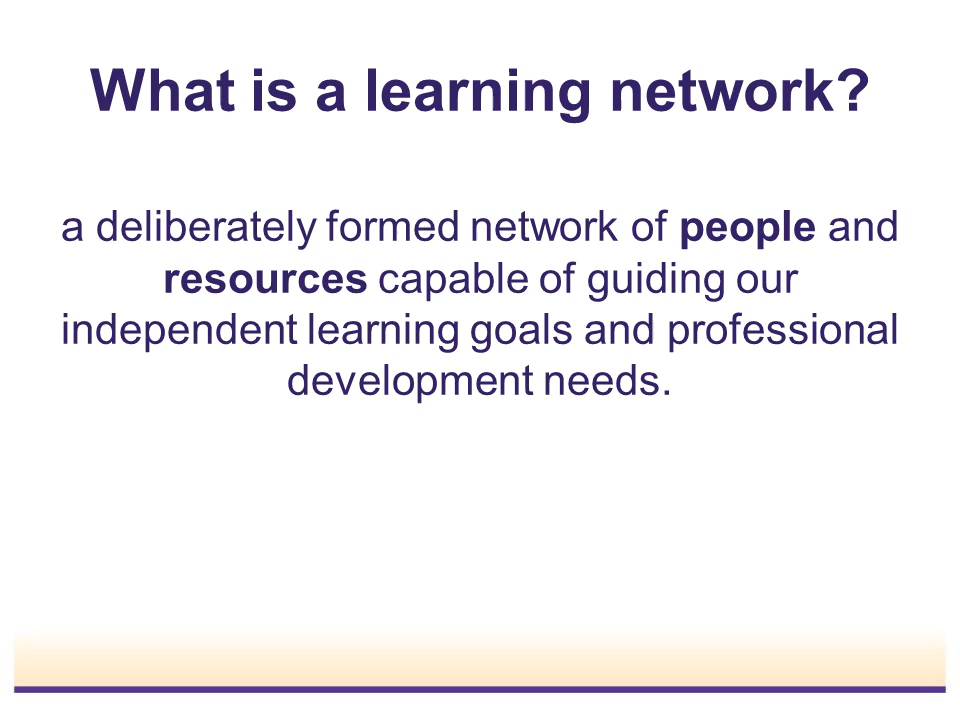 What is a learning network?
a deliberately formed network of people and
resources capable of guiding our
independent learning goals and professional
development needs.